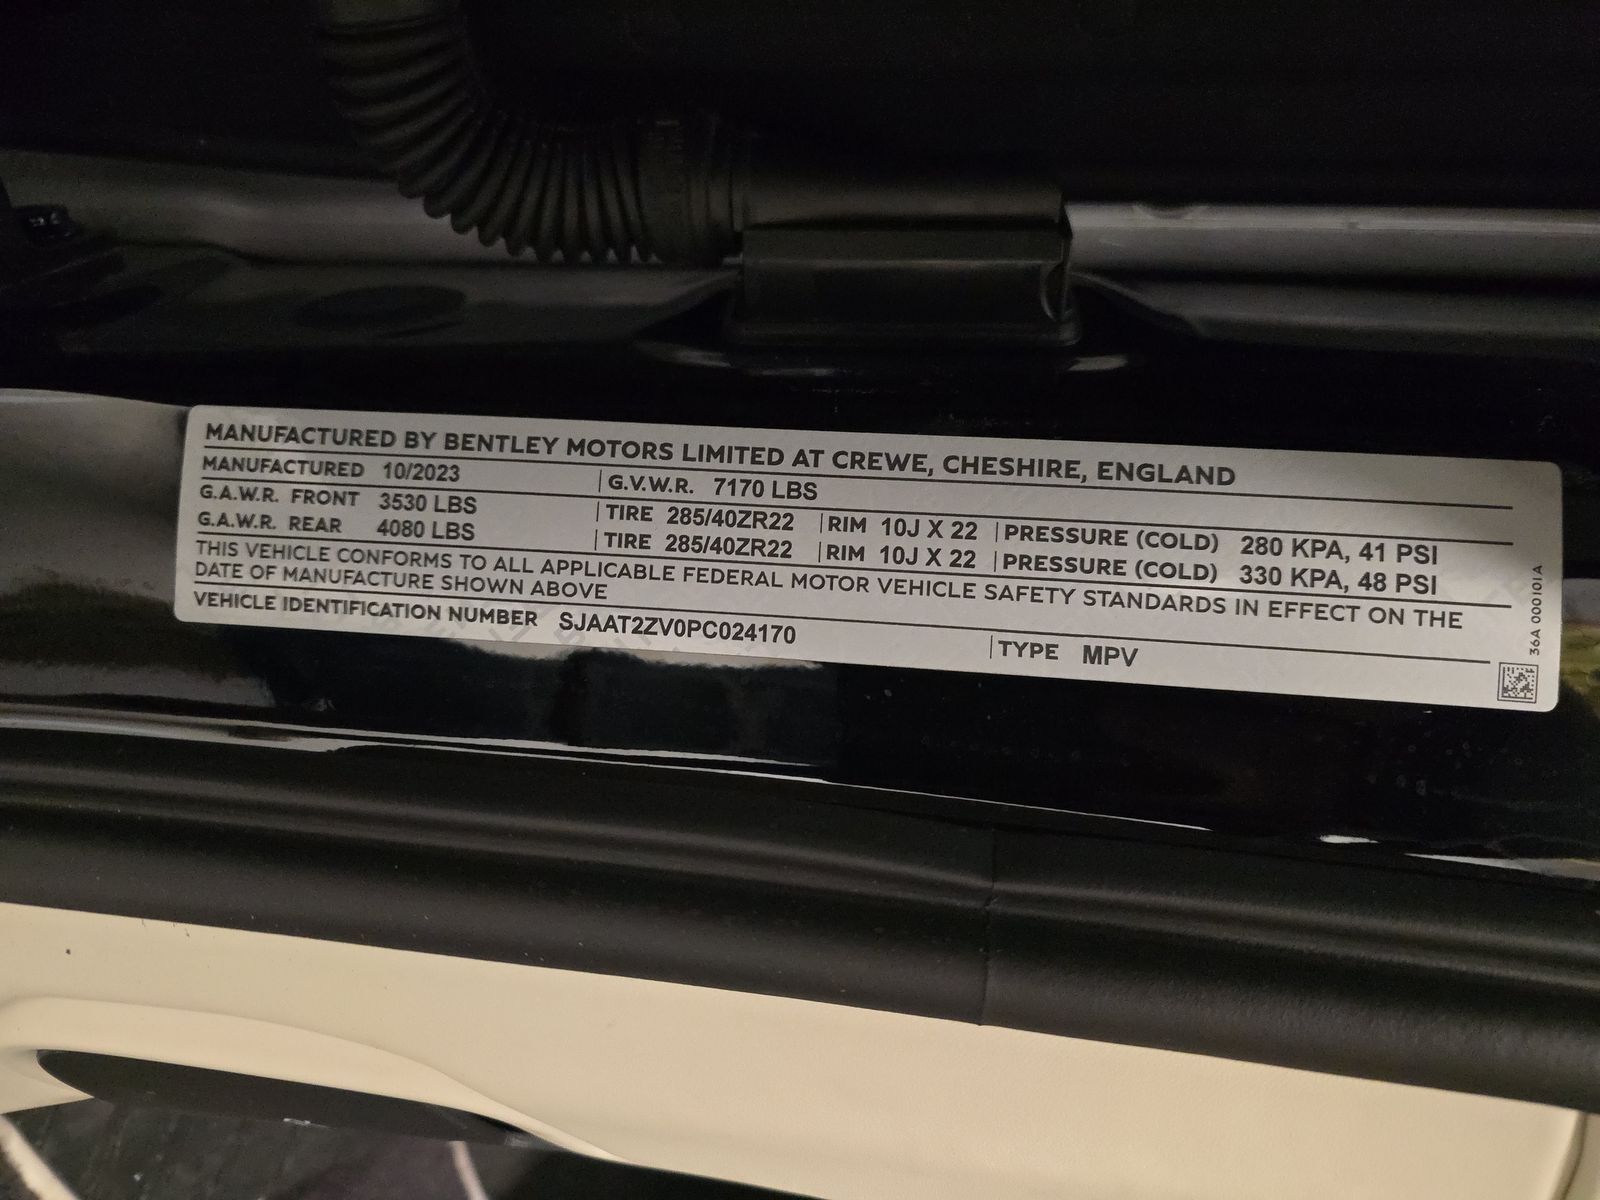 MANUFACTURED BY BENTLEY MOTORS LIMITED AT CREWE, CHESHIRE, ENGLAND
MANUFACTURED 10/2023 G.V.W.R. 7170 LBS
G.A.W.R. FRONT 3530 LBS TIRE 285/40ZR22 RIM 10J X 22 PRESSURE (COLD) 280 KPA, 41 PSI
G.A.W.R. REAR 4080 LBS TIRE 285/40ZR22 RIM 10J X 22 PRESSURE (COLD) 330 KPA, 48 PSI
THIS VEHICLE CONFORMS TO ALL APPLICABLE FEDERAL MOTOR VEHICLE SAFETY STANDARDS IN EFFECT ON THE
DATE OF MANUFACTURE SHOWN ABOVE
VEHICLE IDENTIFICATION NUMBER SJAAT2ZV0PC024170 TYPE MPV
36A 000101A